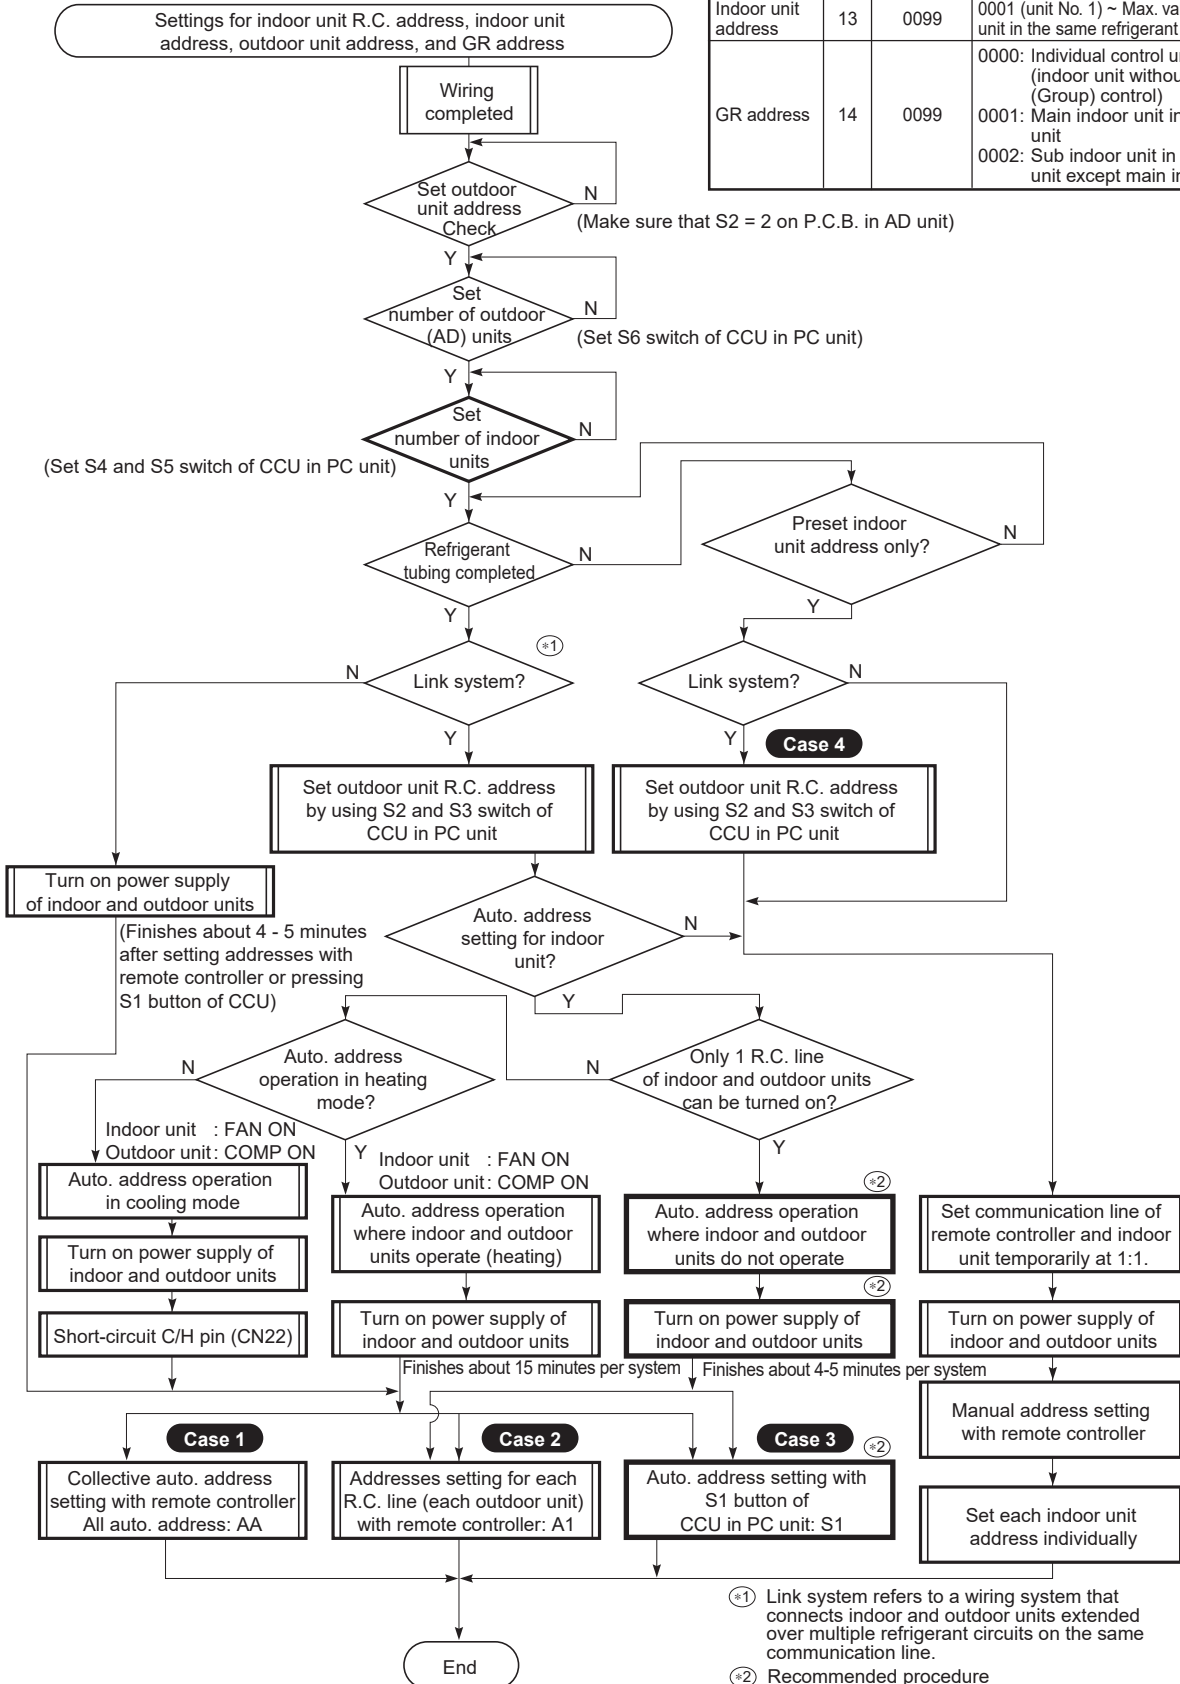 Settings for indoor unit R.C. address, indoor unit
address, outdoor unit address, and GR address
Indoor unit
address
13
0099
0001 (unit No. 1) ~ Max.
unit in the same refrigerant
GR address
14
0099
0000: Individual control
(indoor unit
(Group) control)
0001: Main indoor unit
unit
0002: Sub indoor unit in
unit except main
Wiring
completed
Set outdoor
unit address
Check
N
(Make sure that S2 = 2 on P.C.B. in AD unit)
Y
Set
number of outdoor
(AD) units
N
(Set S6 switch of CCU in PC unit)
Y
Set
number of indoor
units
N
(Set S4 and S5 switch of CCU in PC unit)
Y
Refrigerant
tubing completed
N
Preset indoor
unit address only?
N
Y
Y
*1
N
Link system?
Link system?
N
Y
Y
Case 4
Set outdoor unit R.C. address
by using S2 and S3 switch of
CCU in PC unit
Set outdoor unit R.C. address
by using S2 and S3 switch of
CCU in PC unit
Turn on power supply
of indoor and outdoor units
(Finishes about 4 - 5 minutes
after setting addresses with
remote controller or pressing
S1 button of CCU)
Auto. address
setting for indoor
unit?
N
Y
N
Auto. address
operation in heating
mode?
N
Only 1 R.C. line
of indoor and outdoor units
can be turned on?
Indoor unit : FAN ON
Outdoor unit : COMP ON
Y
Indoor unit : FAN ON
Outdoor unit : COMP ON
Y
Auto. address operation
in cooling mode
Turn on power supply of
indoor and outdoor units
Short-circuit C/H pin (CN22)
Auto. address operation
where indoor and outdoor
units operate (heating)
Turn on power supply of
indoor and outdoor units
*2
Auto. address operation
where indoor and outdoor
units do not operate
*2
Turn on power supply of
indoor and outdoor units
Set communication line of
remote controller and indoor
unit temporarily at 1:1.
Turn on power supply of
indoor and outdoor units
Finishes about 15 minutes per system
Finishes about 4-5 minutes per system
Manual address setting
with remote controller
Set each indoor unit
address individually
Case 1
Collective auto. address
setting with remote controller
All auto. address: AA
Case 2
Addresses setting for each
R.C. line (each outdoor unit)
with remote controller: A1
Case 3
*2
Auto. address setting with
S1 button of
CCU in PC unit: S1
*1 Link system refers to a wiring system that
connects indoor and outdoor units extended
over multiple refrigerant circuits on the same
communication line.
*2 Recommended procedure
End